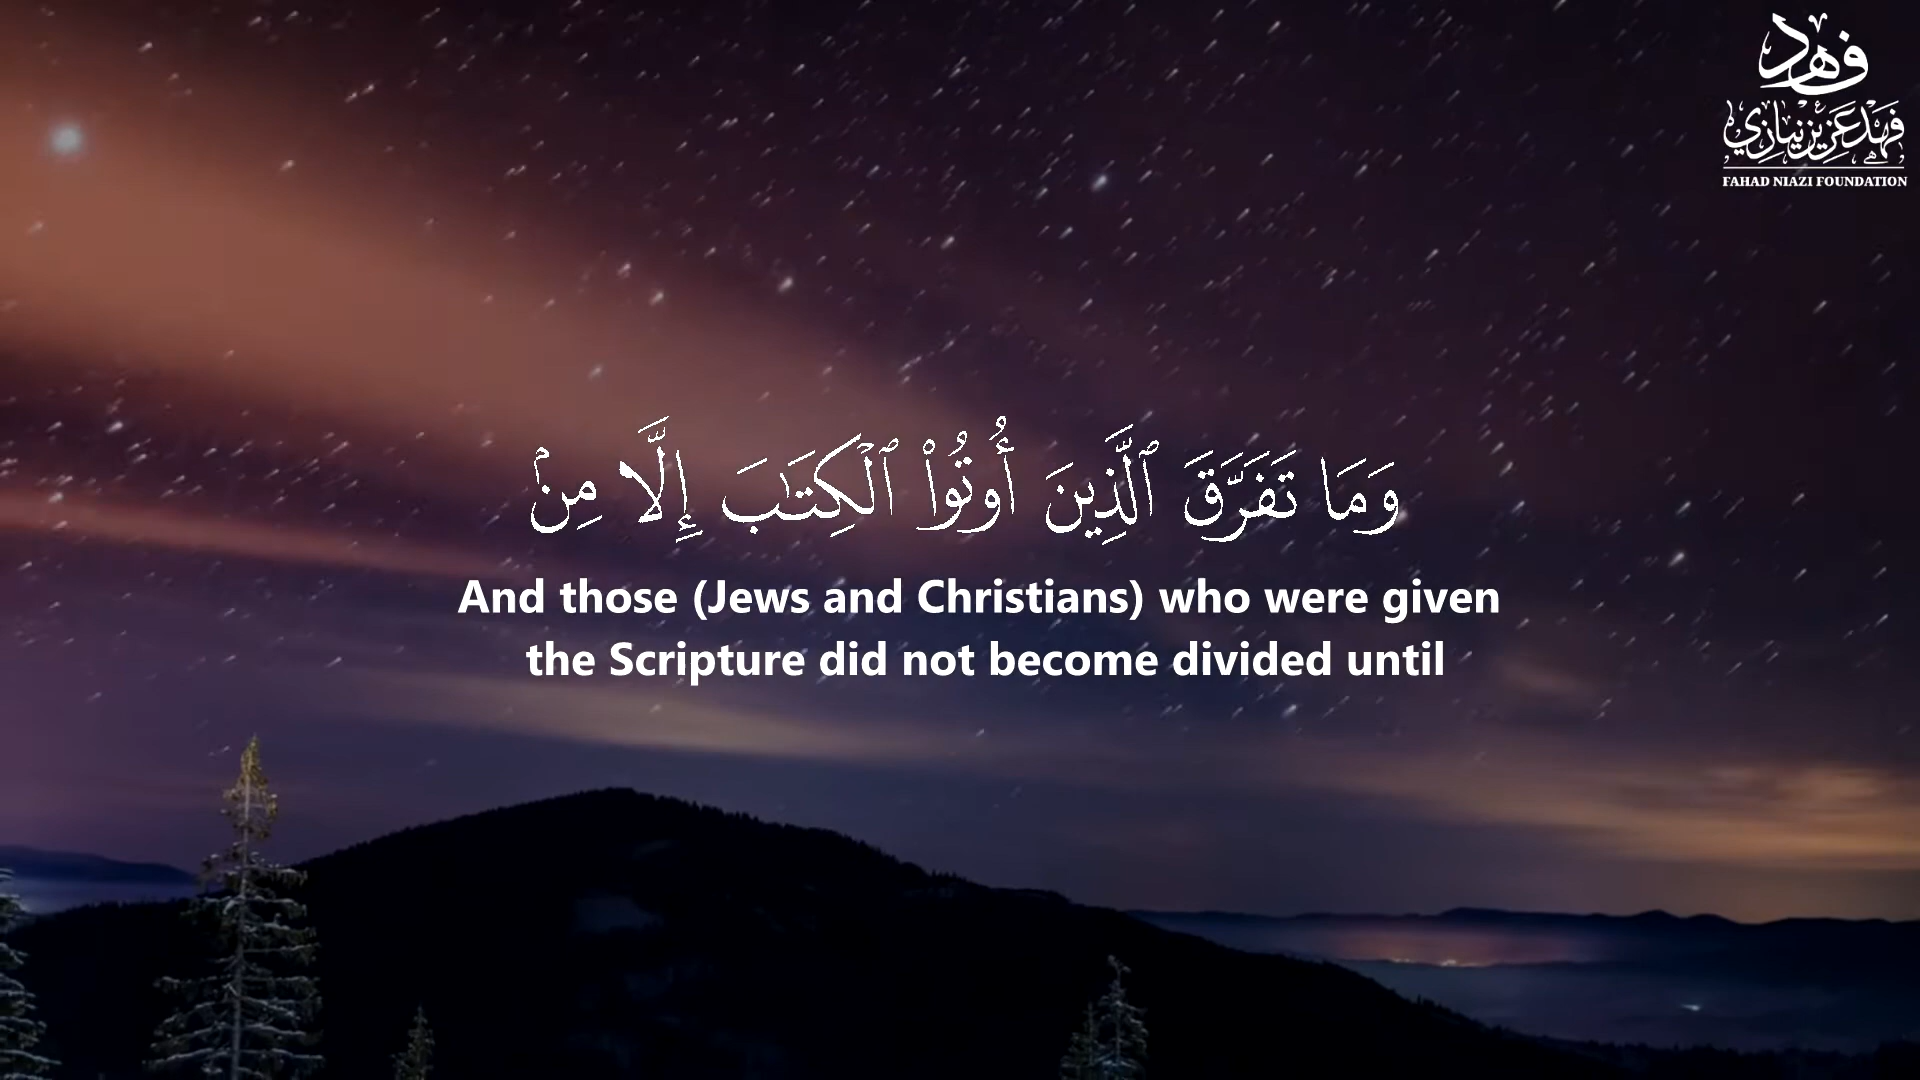 فهد
فهد عزيز نيازي
FAHAD NIAZI FOUNDATION
وَمَا تَفَرَّقَ ٱلَّذِينَ أُوتُوا۟ ٱلْكِتَـٰبَ إِلَّا مِنۢ
And those (Jews and Christians) who were given
the Scripture did not become divided until